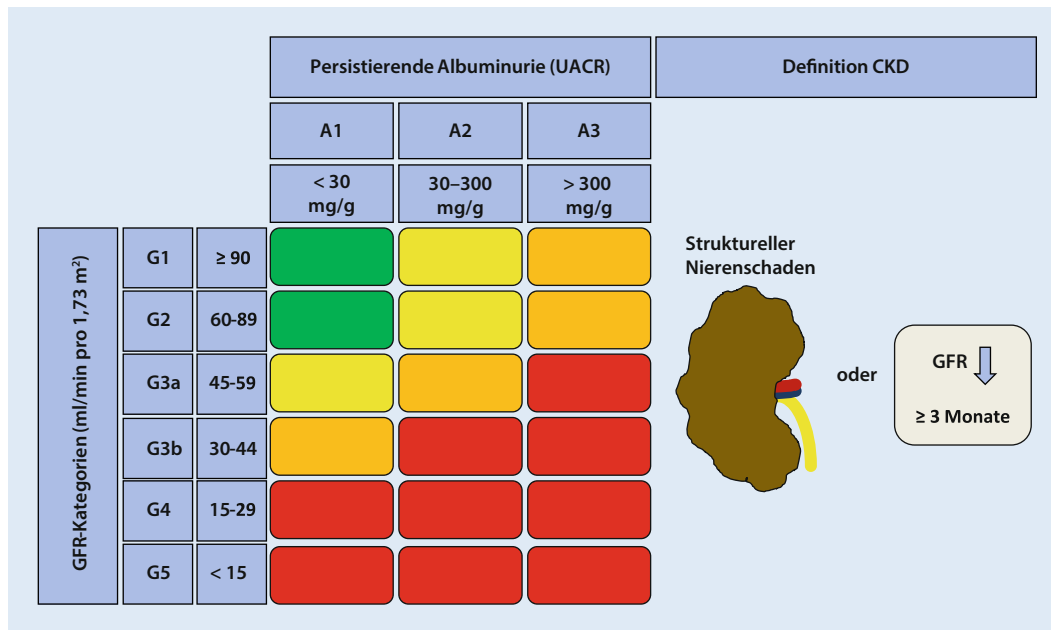 Persistierende Albuminurie (UACR)
Definition CKD
A1
A2
A3
< 30
mg/g
30–300
mg/g
> 300
mg/g
GFR-Kategorien (ml/min pro 1,73 m²)
G1
≥ 90
G2
60-89
G3a
45-59
G3b
30-44
G4
15-29
G5
< 15
Struktureller
Nierenschaden
oder
GFR
≥ 3 Monate